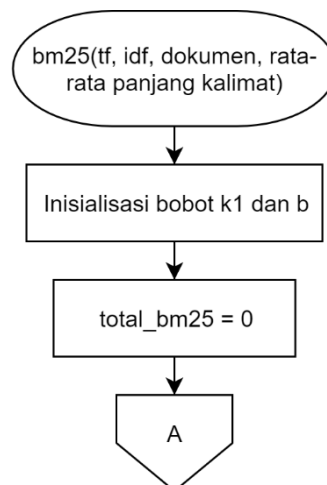 bm25(tf, idf, dokumen, rata-
rata panjang kalimat)
Inisialisasi bobot k1 dan b
total_bm25 = 0
A